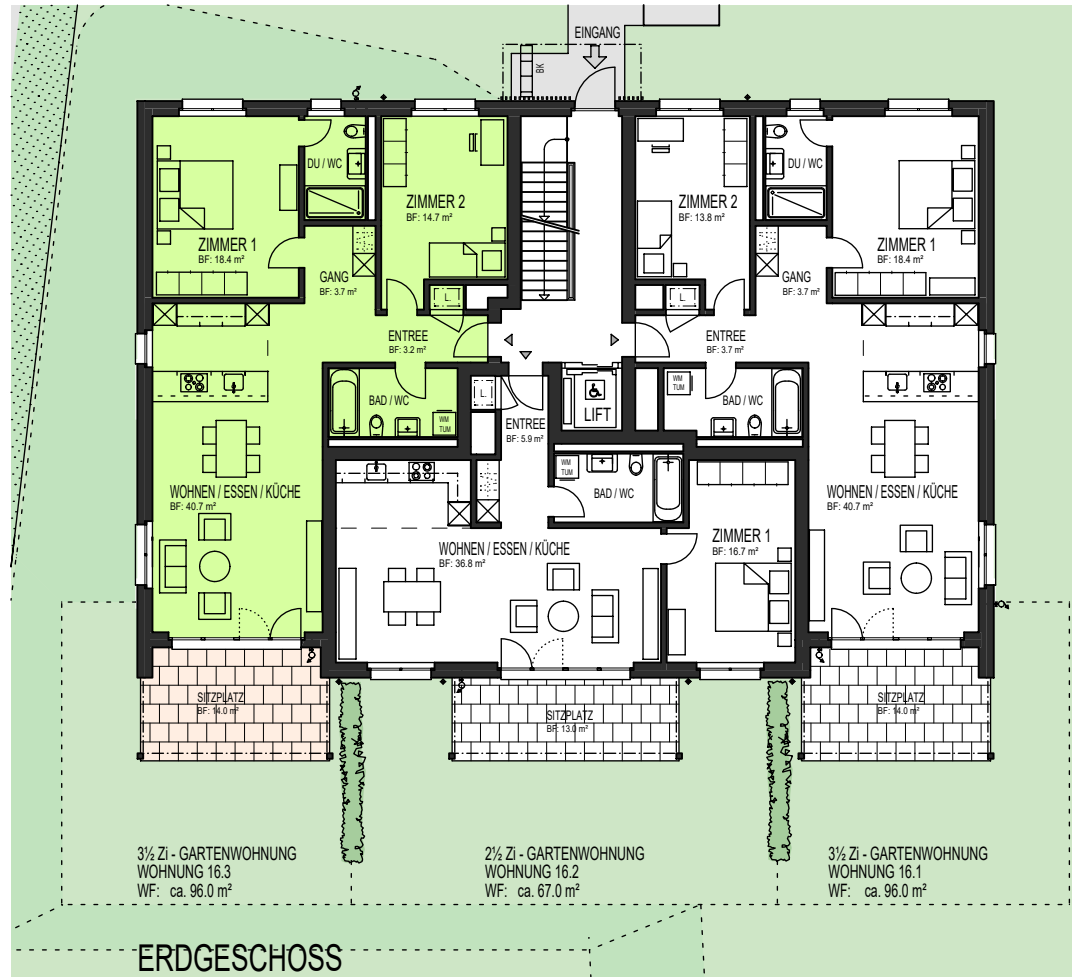 EINGANG
BK
DU / WC
ZIMMER 2
BF: 14.7 m²
ZIMMER 1
BF: 18.4 m²
GANG
BF: 3.7 m²
L.
ENTREE
BF: 3.2 m²
BAD / WC
WM
TUM
WOHNEN / ESSEN / KÜCHE
BF: 40.7 m²
SITZPLATZ
BF: 14.0 m²
L.
ENTREE
BF: 5.9 m²
LIFT
WM
TUM
BAD / WC
WOHNEN / ESSEN / KÜCHE
BF: 36.8 m²
ZIMMER 1
BF: 16.7 m²
SITZPLATZ
BF: 13.0 m²
DU / WC
ZIMMER 2
BF: 13.8 m²
ZIMMER 1
BF: 18.4 m²
GANG
BF: 3.7 m²
L.
ENTREE
BF: 3.7 m²
WM
TUM
BAD / WC
WOHNEN / ESSEN / KÜCHE
BF: 40.7 m²
SITZPLATZ
BF: 14.0 m²
3½ Zi - GARTENWOHNUNG
WOHNUNG 16.3
WF: ca. 96.0 m²
2½ Zi - GARTENWOHNUNG
WOHNUNG 16.2
WF: ca. 67.0 m²
3½ Zi - GARTENWOHNUNG
WOHNUNG 16.1
WF: ca. 96.0 m²
ERDGESCHOSS